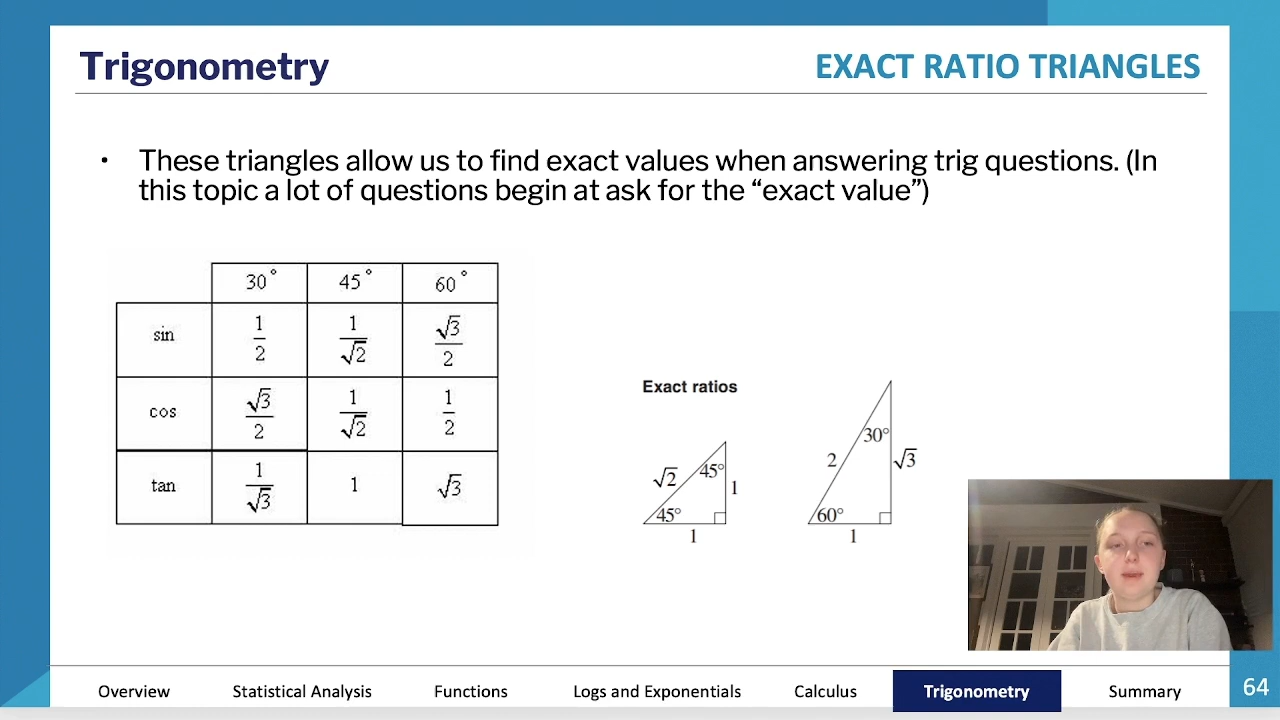 Trigonometry
EXACT RATIO TRIANGLES
• These triangles allow us to find exact values when answering trig questions. (In
this topic a lot of questions begin at ask for the “exact value”)
30° 45° 60°
sin 1/2 1/√2 √3/2
cos √3/2 1/√2 1/2
tan 1/√3 1 √3
Exact ratios
√2 45° 1
45°
1
30°
2 √3
60°
1
Overview Statistical Analysis Functions Logs and Exponentials Calculus Trigonometry Summary 64